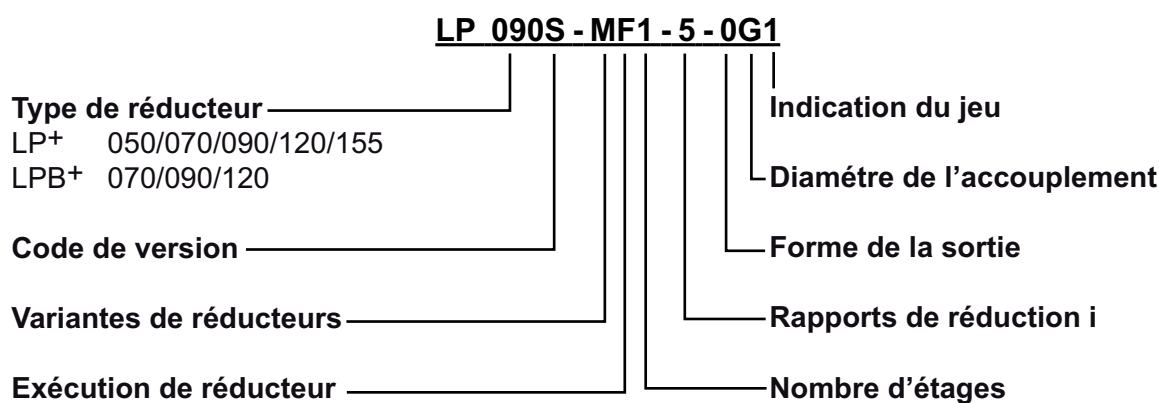 LP 090S - MF1 - 5 - 0G1
Type de réducteur
LP+ 050/070/090/120/155
LPB+ 070/090/120
Code de version
Variantes de réducteurs
Exécution de réducteur
Indication du jeu
Diamétre de l'accouplement
Forme de la sortie
Rapports de réduction i
Nombre d'étages